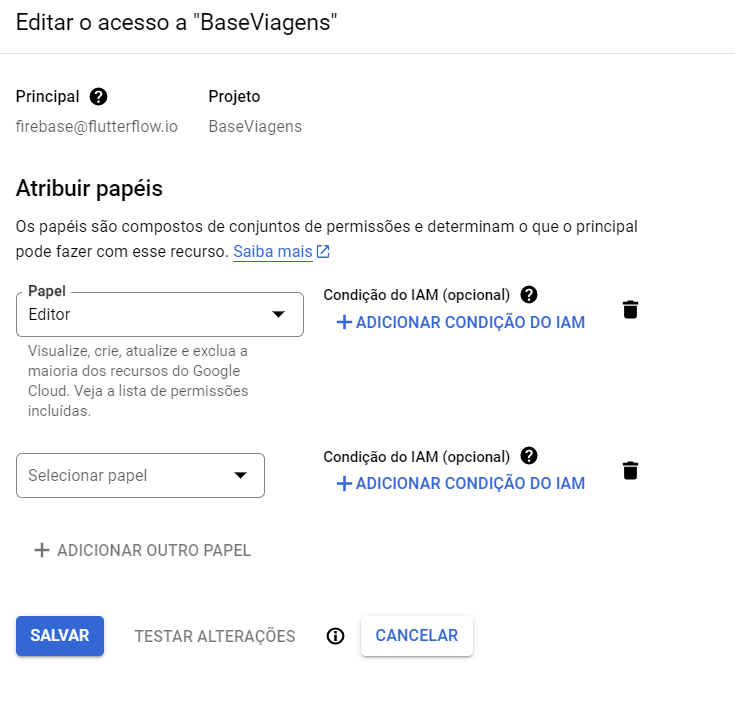 Editar o acesso a "BaseViagens"
Principal
Projeto
firebase@flutterflow.io
BaseViagens
Atribuir papéis
Os papéis são compostos de conjuntos de permissões e determinam o que o principal
pode fazer com esse recurso. Saiba mais
Papel
Editor
Condição do IAM (opcional)
ADICIONAR CONDIÇÃO DO IAM
Visualize, crie, atualize e exclua a
maioria dos recursos do Google
Cloud. Veja a lista de permissões
incluídas.
Selecionar papel
Condição do IAM (opcional)
ADICIONAR CONDIÇÃO DO IAM
ADICIONAR OUTRO PAPEL
SALVAR
TESTAR ALTERAÇÕES
CANCELAR